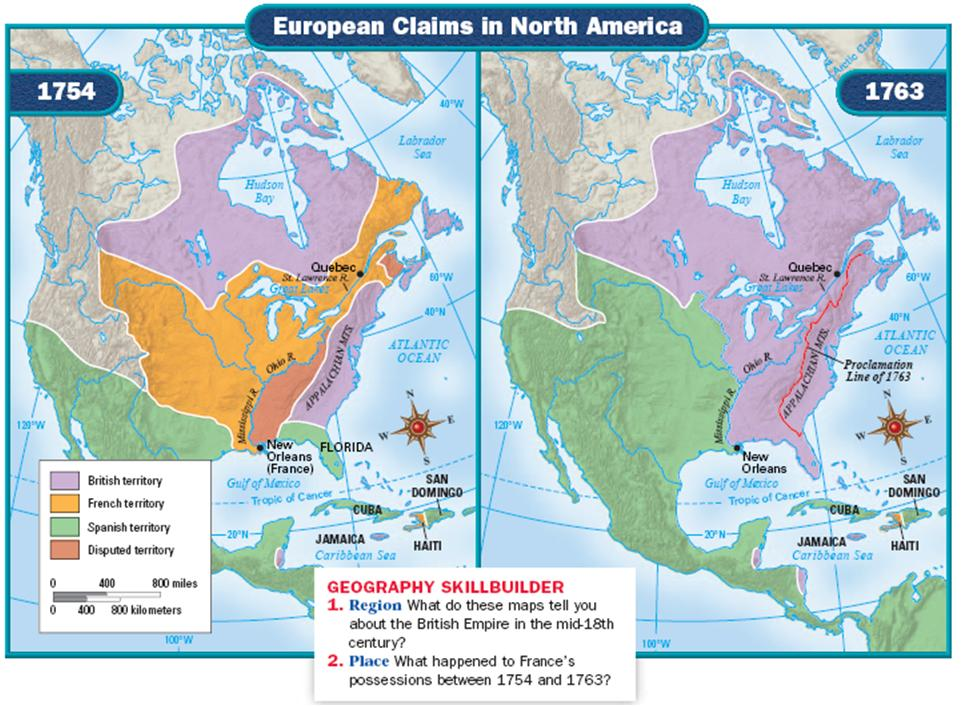 European Claims in North America
1754
40°W
Labrador
Sea
Hudson
Bay
Quebec
St. Lawrence R.
Great Lakes
60°W
40°N
ATLANTIC
OCEAN
APPALACHIAN MTS.
Ohio R.
Mississippi R.
120°W
N
W
E
S
New
Orleans
(France)
FLORIDA
Gulf of Mexico
Tropic of Cancer
SAN
DOMINGO
CUBA
20°N
JAMAICA
HAITI
Caribbean Sea
100°W
British territory
French territory
Spanish territory
Disputed territory
0 400 800 miles
0 400 800 kilometers
1763
Arctic Circle
Labrador
Sea
Hudson
Bay
Quebec
St. Lawrence R.
Great Lakes
60°W
40°N
ATLANTIC
OCEAN
APPALACHIAN MTS.
Proclamation
Line of 1763
Ohio R.
Mississippi R.
120°W
N
W
E
S
New
Orleans
Gulf of Mexico
Tropic of Cancer
SAN
DOMINGO
CUBA
20°N
JAMAICA
HAITI
Caribbean Sea
100°W
GEOGRAPHY SKILLBUILDER
1. Region What do these maps tell you
about the British Empire in the mid-18th
century?
2. Place What happened to France's
possessions between 1754 and 1763?